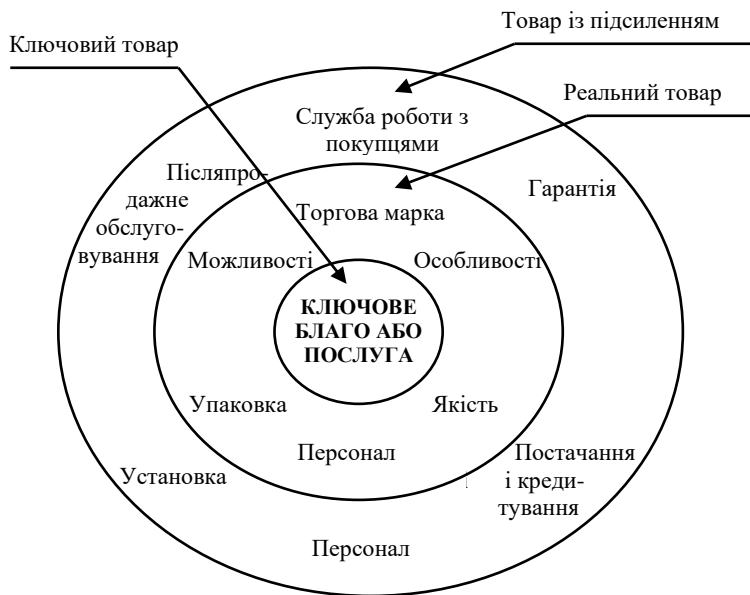 Товар із підсиленням
Ключовий товар
Реальний товар
Служба роботи з
покупцями
Післяпро-
дажне
обслуго-
вування
Гарантія
Торгова марка
Можливості
Особливості
КЛЮЧОВЕ
БЛАГО АБО
ПОСЛУГА
Упаковка
Якість
Персонал
Установка
Постачання
і креди-
тування
Персонал